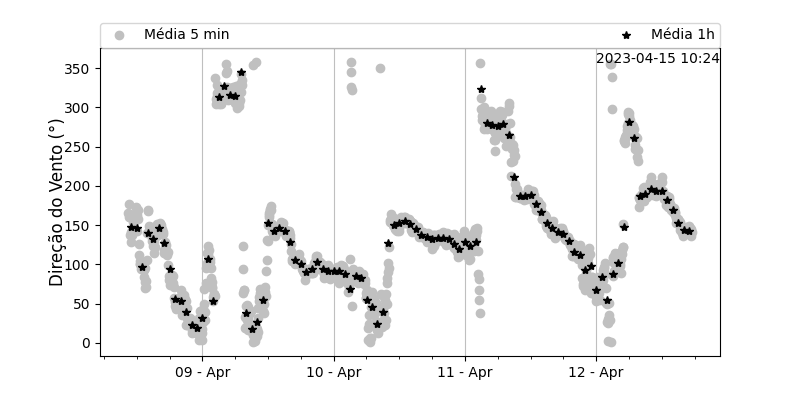 Média 5 min
Média 1h
2023-04-15 10:24
Direção do Vento (°)
350
300
250
200
150
100
50
0
09 - Apr
10 - Apr
11 - Apr
12 - Apr